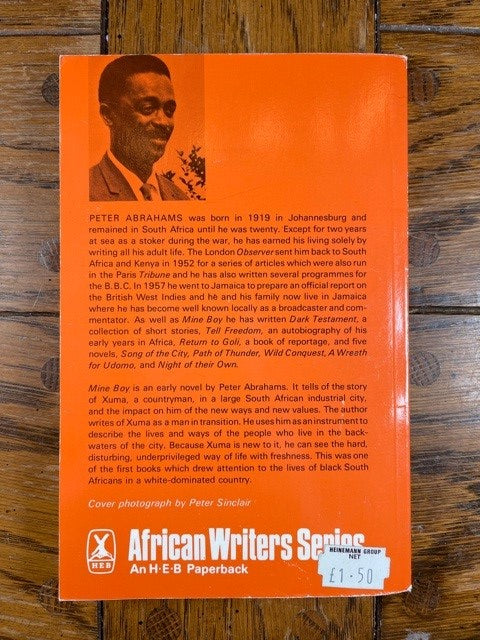 PETER ABRAHAMS was born in 1919 in Johannesburg and
remained in South Africa until he was twenty. Except for two years
at sea as a stoker during the war, he has earned his living solely by
writing all his adult life. The London Observer sent him back to South
Africa and Kenya in 1952 for a series of articles which were also run
in the Paris Tribune and he has also written several programmes for
the B.B.C. In 1957 he went to Jamaica to prepare an official report on
the British West Indies and he and his family now live in Jamaica
where he has become well known locally as a broadcaster and com-
mentator. As well as Mine Boy he has written Dark Testament, a
collection of short stories, Tell Freedom, an autobiography of his
early years in Africa, Return to Goli, a book of reportage, and five
novels, Song of the City, Path of Thunder, Wild Conquest, A Wreath
for Udomo, and Night of their Own.
Mine Boy is an early novel by Peter Abrahams. It tells of the story
of Xuma, a countryman, in a large South African industrial city,
and the impact on him of the new ways and new values. The author
writes of Xuma as a man in transition. He uses him as an instrument to
describe the lives and ways of the people who live in the back-
waters of the city. Because Xuma is new to it, he can see the hard,
disturbing, underprivileged way of life with freshness. This was one
of the first books which drew attention to the lives of black South
Africans in a white-dominated country.
Cover photograph by Peter Sinclair
HEB
African Writers Series
An H·E·B Paperback
HEINEMANN GROUP
NET
£1·50